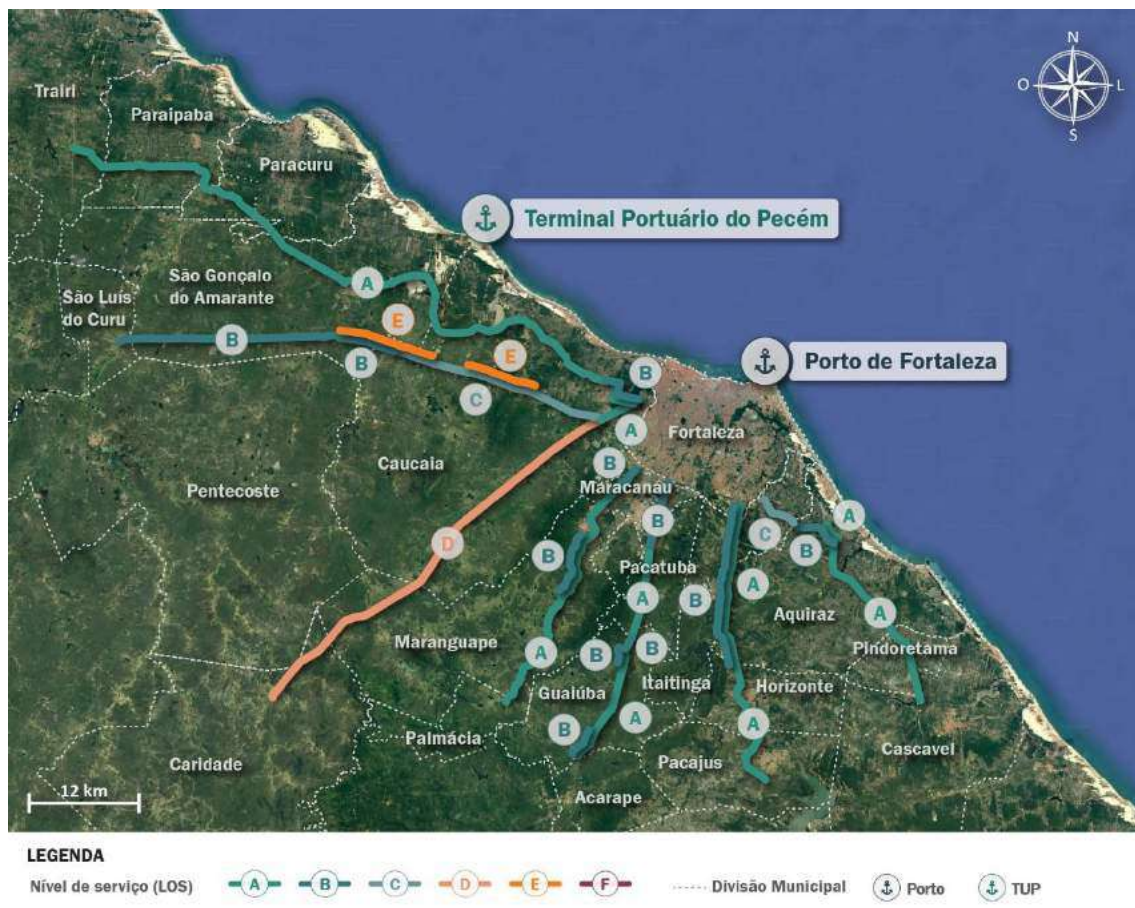 N
O
L
S
Trairi
Paraipaba
Paracuru
Terminal Portuário do Pecém
São Gonçalo
do Amarante
A
São Luís
do Curu
E
B
B
E
C
B
Porto de Fortaleza
Fortaleza
A
B
Caucaia
Maracanaú
Pentecoste
B
A
C
B
D
B
Pacatuba
A
B
A
Aquiraz
A
Maranguape
A
B
B
Pindoretama
Guaiúba
Itaitinga
Horizonte
B
A
A
Palmácia
Cascavel
Caridade
Pacajus
12 km
Acarape
LEGENDA
Nível de serviço (LOS)
A
B
C
D
E
F
Divisão Municipal
Porto
TUP